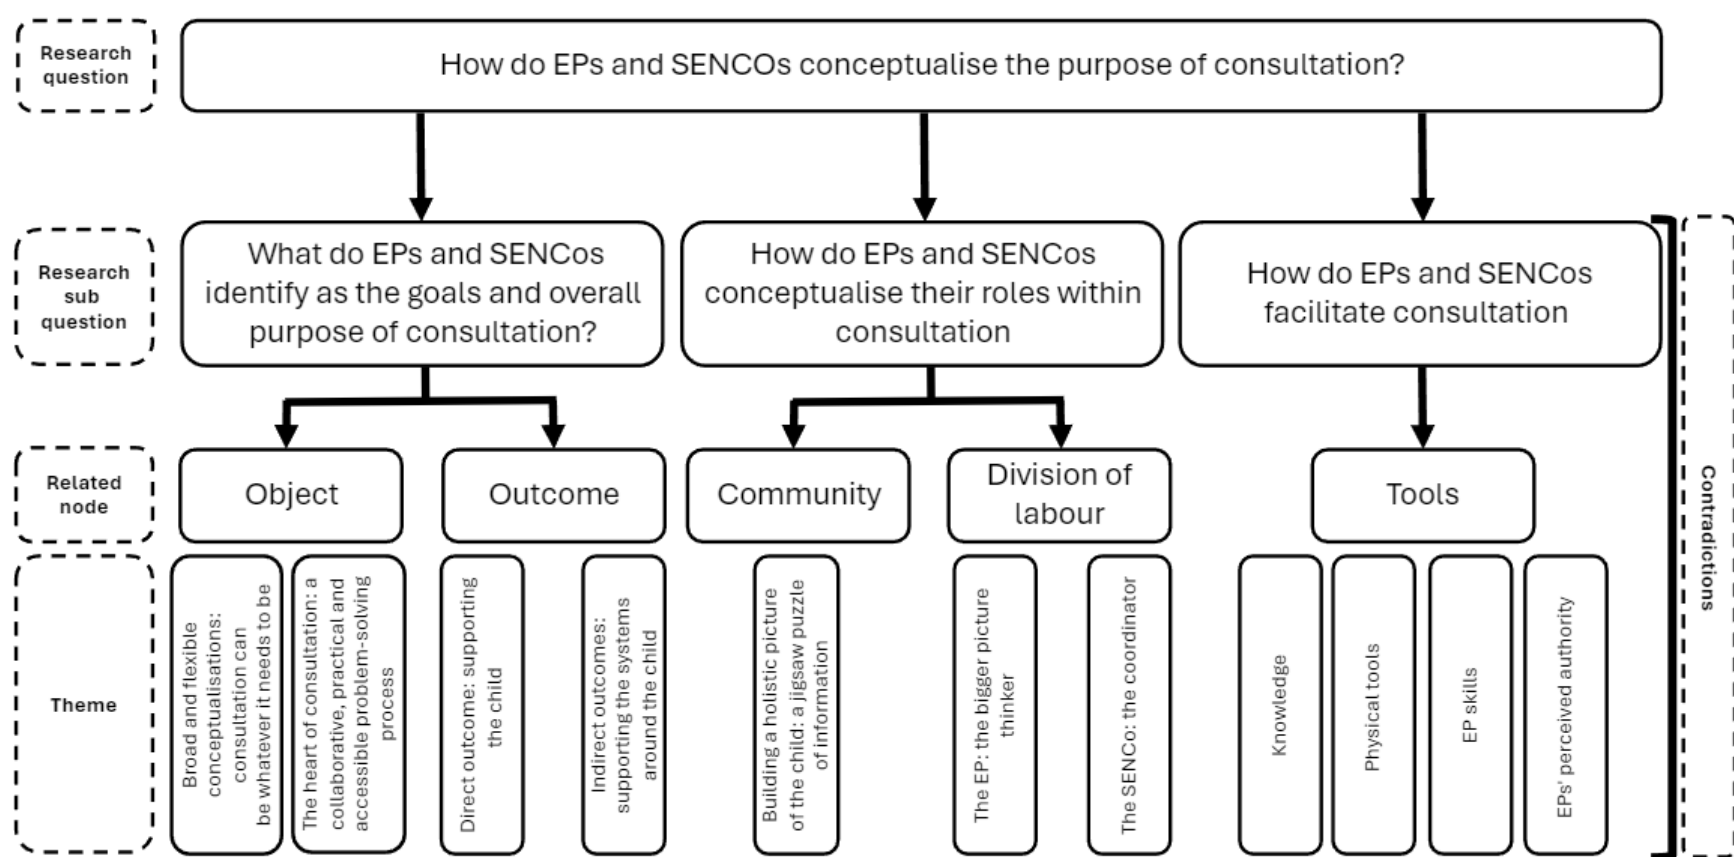 Research
question
How do EPs and SENCOs conceptualise the purpose of consultation?
Research
sub
question
What do EPs and SENCos
identify as the goals and overall
purpose of consultation?
How do EPs and SENCos
conceptualise their roles within
consultation
How do EPs and SENCos
facilitate consultation
Related
node
Object
Outcome
Community
Division of
labour
Tools
Theme
Broad and flexible
conceptualisations:
consultation can
be whatever it needs to be
The heart of consultation: a
collaborative, practical and
accessible problem-solving
process
Direct outcome: supporting
the child
Indirect outcomes:
supporting the systems
around the child
Building a holistic picture
of the child: a jigsaw puzzle
of information
The EP: the bigger picture
thinker
The SENCo: the coordinator
Knowledge
Physical tools
EP skills
EPs' perceived authority
Contradictions